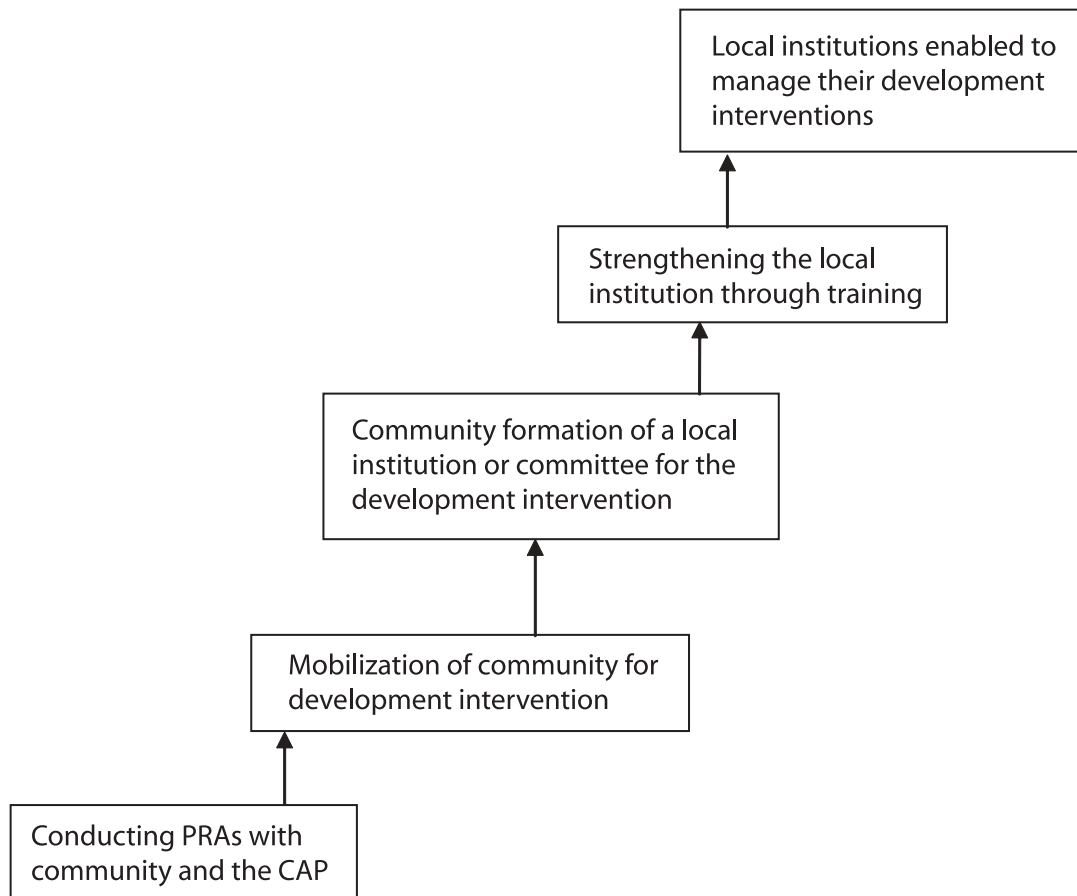 Local institutions enabled to
manage their development
interventions
Strengthening the local
institution through training
Community formation of a local
institution or committee for the
development intervention
Mobilization of community for
development intervention
Conducting PRAs with
community and the CAP